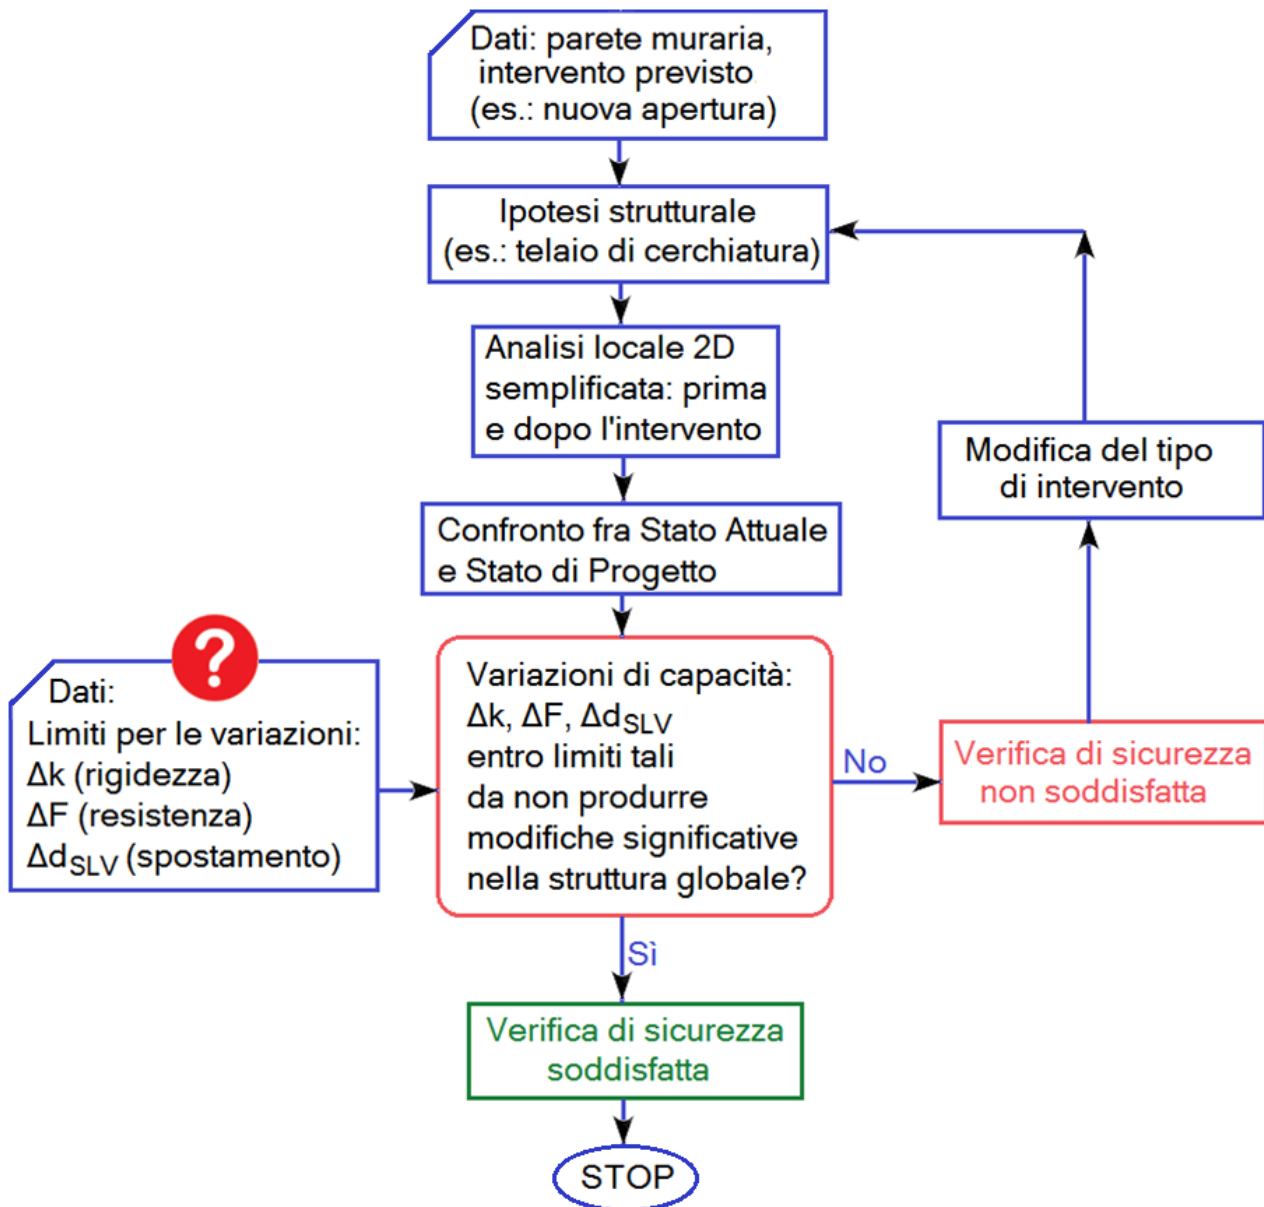 Dati: parete muraria,
intervento previsto
(es.: nuova apertura)
Ipotesi strutturale
(es.: telaio di cerchiatura)
Analisi locale 2D
semplificata: prima
e dopo l'intervento
Confronto fra Stato Attuale
e Stato di Progetto
?
Dati:
Limiti per le variazioni:
Δk (rigidezza)
ΔF (resistenza)
Δd_SLV (spostamento)
Variazioni di capacità:
Δk, ΔF, Δd_SLV
entro limiti tali
da non produrre
modifiche significative
nella struttura globale?
No
Verifica di sicurezza
non soddisfatta
Modifica del tipo
di intervento
Sì
Verifica di sicurezza
soddisfatta
STOP